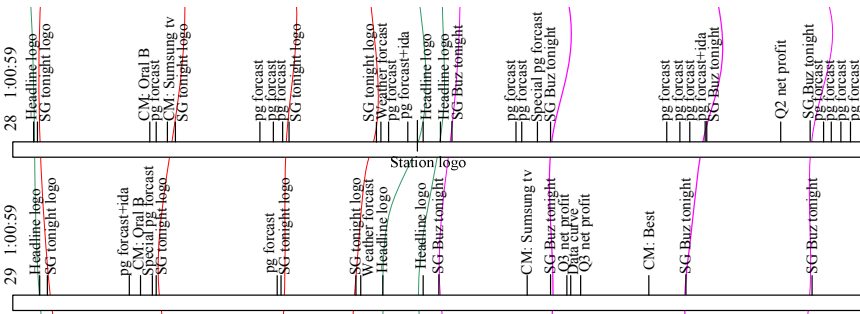 28 1:00:59
Headline logo
SG tonight logo
CM: Oral B
pg forcast
CM: Sumsung tv
SG tonight logo
pg forcast
pg forcast
pg forcast
SG tonight logo
SG tonight logo
Weather forcast
pg forcast
pg forcast+ida
Headline logo
Headline logo
SG Buz tonight
pg forcast
pg forcast
Special pg forcast
SG Buz tonight
pg forcast
pg forcast
pg forcast
pg forcast+ida
SG Buz tonight
Q2 net profit
SG Buz tonight
pg forcast
pg forcast
pg forcast
pg forcast
Station logo
29 1:00:59
Headline logo
SG tonight logo
pg forcast+ida
CM: Oral B
Special pg forcast
SG tonight logo
pg forcast
SG tonight logo
SG tonight logo
Weather forcast
Headline logo
Headline logo
SG Buz tonight
CM: Sumsung tv
SG Buz tonight
Q3 net profit
Data curve
Q3 net profit
CM: Best
SG Buz tonight
SG Buz tonight